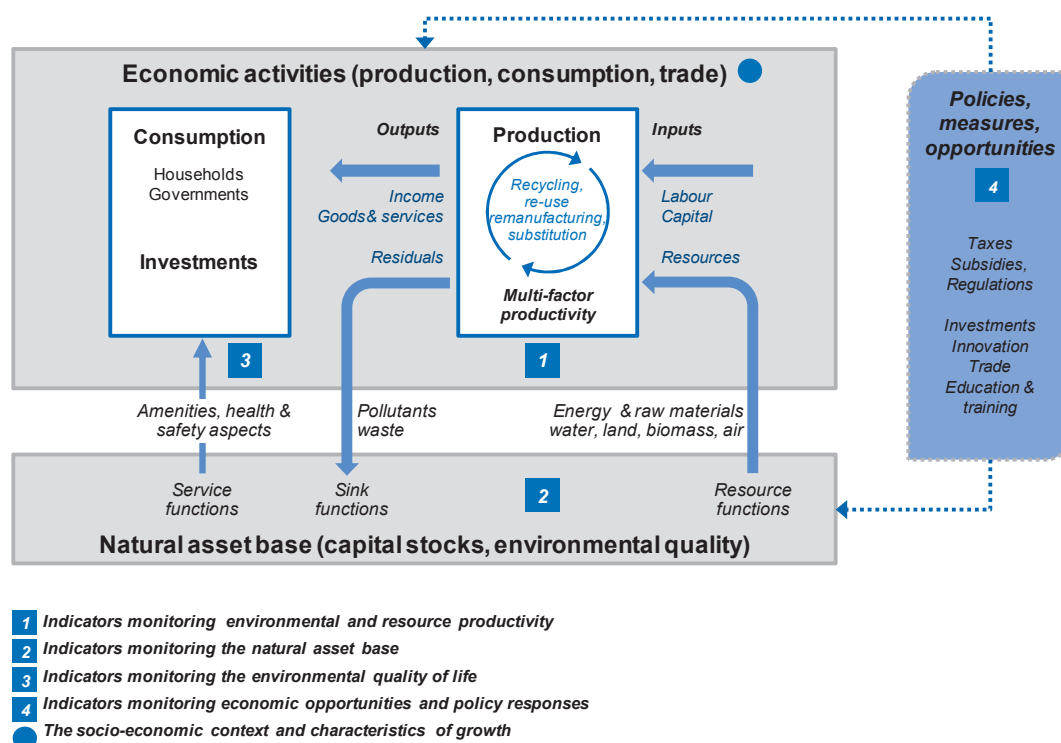 Economic activities (production, consumption, trade)
Consumption
Households
Governments
Investments
3
Outputs
Income
Goods& services
Residuals
Production
Recycling,
re-use
remanufacturing,
substitution
Multi-factor
productivity
1
Inputs
Labour
Capital
Resources
Policies,
measures,
opportunities
4
Taxes
Subsidies,
Regulations
Investments
Innovation
Trade
Education &
training
Amenities, health &
safety aspects
Pollutants
waste
Energy & raw materials
water, land, biomass, air
Service
functions
Sink
functions
2
Resource
functions
Natural asset base (capital stocks, environmental quality)
1 Indicators monitoring environmental and resource productivity
2 Indicators monitoring the natural asset base
3 Indicators monitoring the environmental quality of life
4 Indicators monitoring economic opportunities and policy responses
The socio-economic context and characteristics of growth